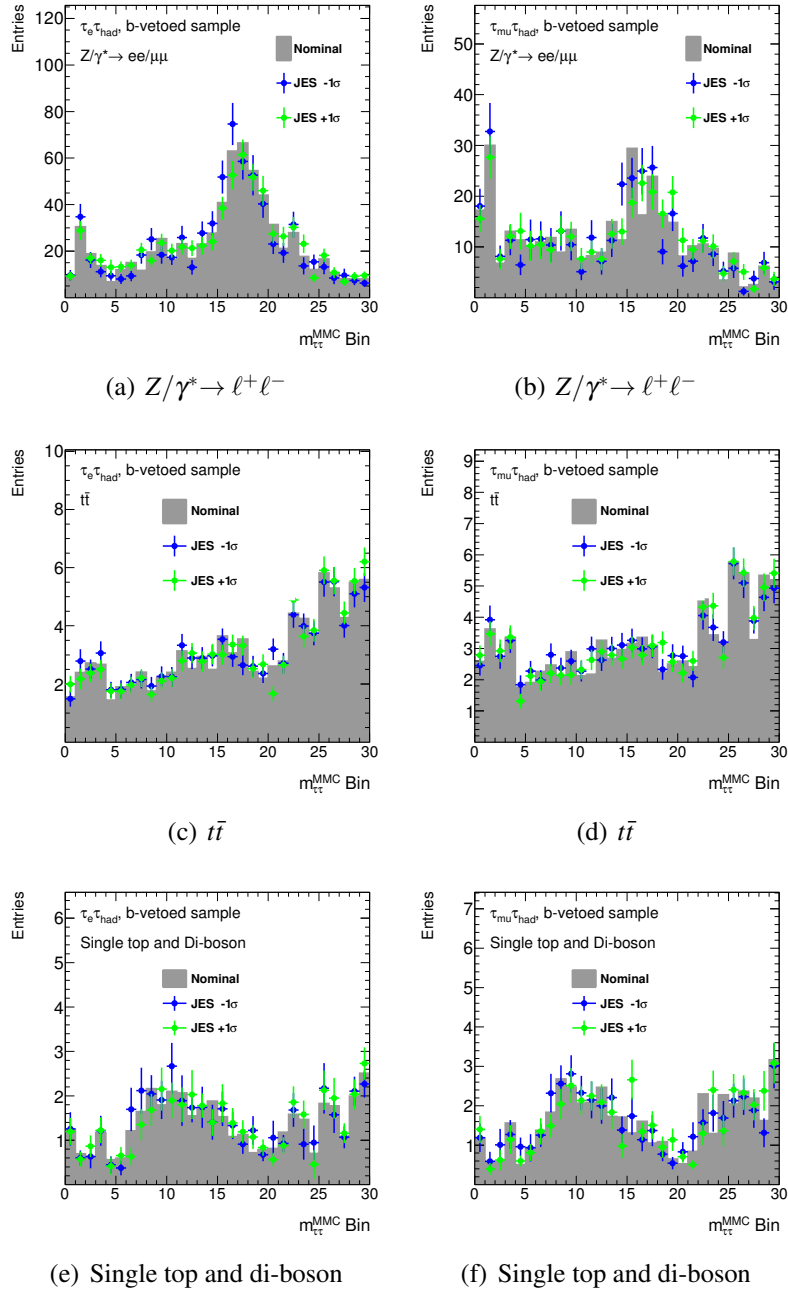 τeτhad, b-vetoed sample
Z/γ*→ ee/μμ
Nominal
JES -1σ
JES +1σ
Entries
120
100
80
60
40
20
0 5 10 15 20 25 30
mττMMC Bin
(a) Z/γ*→ ℓ+ℓ−
τmuτhad, b-vetoed sample
Z/γ*→ ee/μμ
Nominal
JES -1σ
JES +1σ
Entries
50
40
30
20
10
0 5 10 15 20 25 30
mττMMC Bin
(b) Z/γ*→ ℓ+ℓ−
τeτhad, b-vetoed sample
tt̄
Nominal
JES -1σ
JES +1σ
Entries
10
8
6
4
2
0 5 10 15 20 25 30
mττMMC Bin
(c) tt̄
τmuτhad, b-vetoed sample
tt̄
Nominal
JES -1σ
JES +1σ
Entries
9
8
7
6
5
4
3
2
1
0 5 10 15 20 25 30
mττMMC Bin
(d) tt̄
τeτhad, b-vetoed sample
Single top and Di-boson
Nominal
JES -1σ
JES +1σ
Entries
6
5
4
3
2
1
0 5 10 15 20 25 30
mττMMC Bin
(e) Single top and di-boson
τmuτhad, b-vetoed sample
Single top and Di-boson
Nominal
JES -1σ
JES +1σ
Entries
7
6
5
4
3
2
1
0 5 10 15 20 25 30
mττMMC Bin
(f) Single top and di-boson